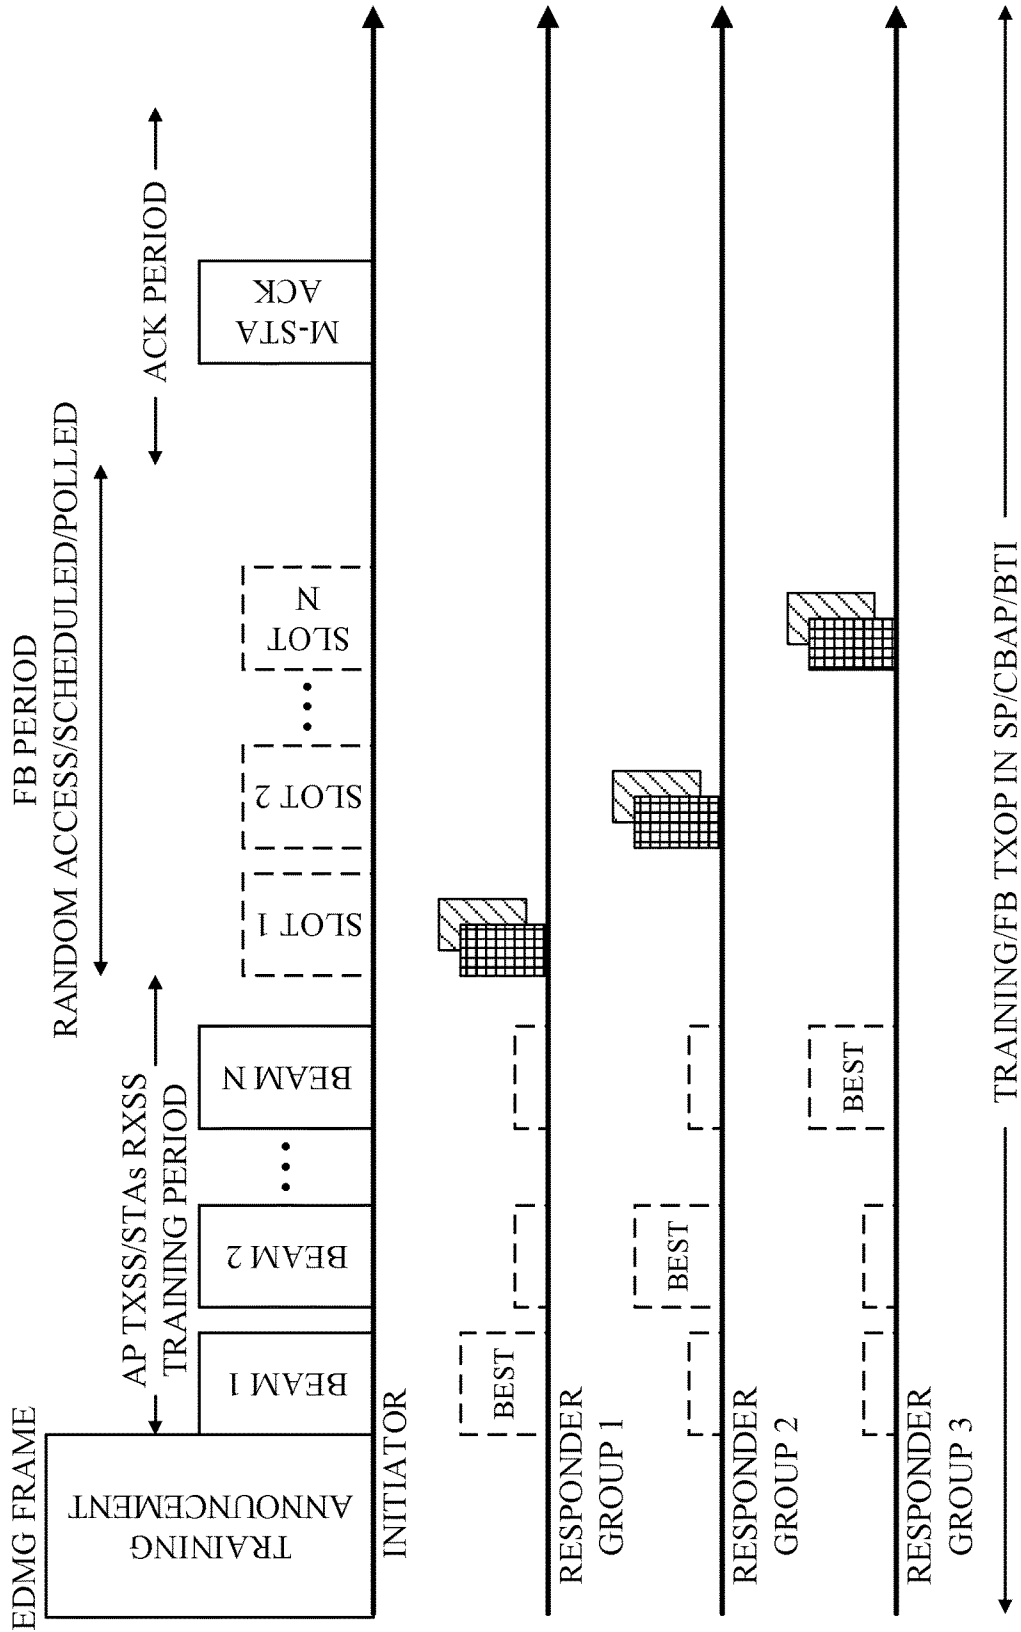 FB PERIOD
RANDOM ACCESS/SCHEDULED/POLLED
EDMG FRAME
AP TXSS/STAs RXSS
TRAINING PERIOD
ACK PERIOD
TRAINING
ANNOUNCEMENT
BEAM 1
BEAM 2
BEAM N
SLOT 1
SLOT 2
SLOT
N
M-STA
ACK
INITIATOR
BEST
RESPONDER
GROUP 1
BEST
RESPONDER
GROUP 2
BEST
RESPONDER
GROUP 3
TRAINING/FB TXOP IN SP/CBAP/BTI